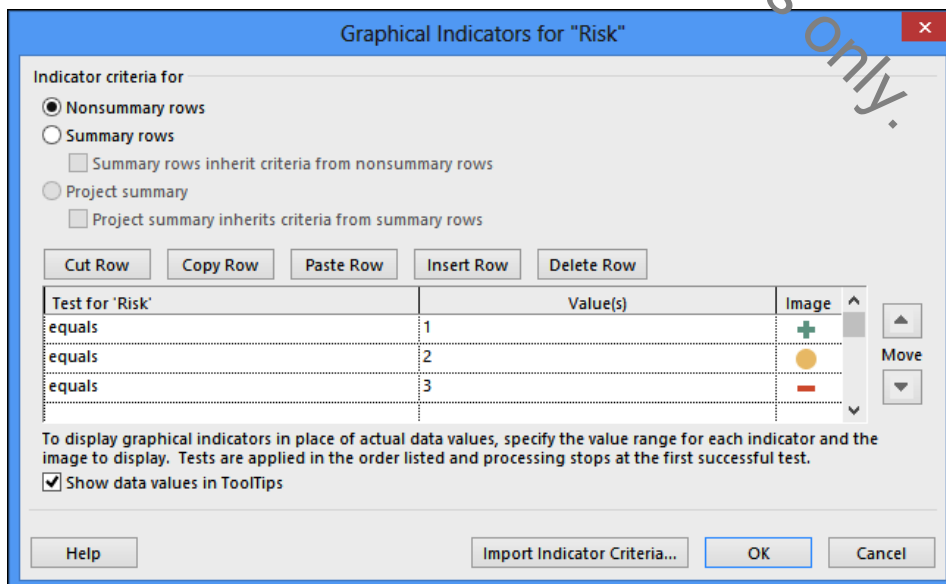 s only.
Graphical Indicators for "Risk"
Indicator criteria for
Nonsummary rows
Summary rows
Summary rows inherit criteria from nonsummary rows
Project summary
Project summary inherits criteria from summary rows
Cut Row Copy Row Paste Row Insert Row Delete Row
Test for 'Risk' Value(s) Image
equals 1
equals 2
equals 3
Move
To display graphical indicators in place of actual data values, specify the value range for each indicator and the
image to display. Tests are applied in the order listed and processing stops at the first successful test.
Show data values in ToolTips
Help Import Indicator Criteria... OK Cancel